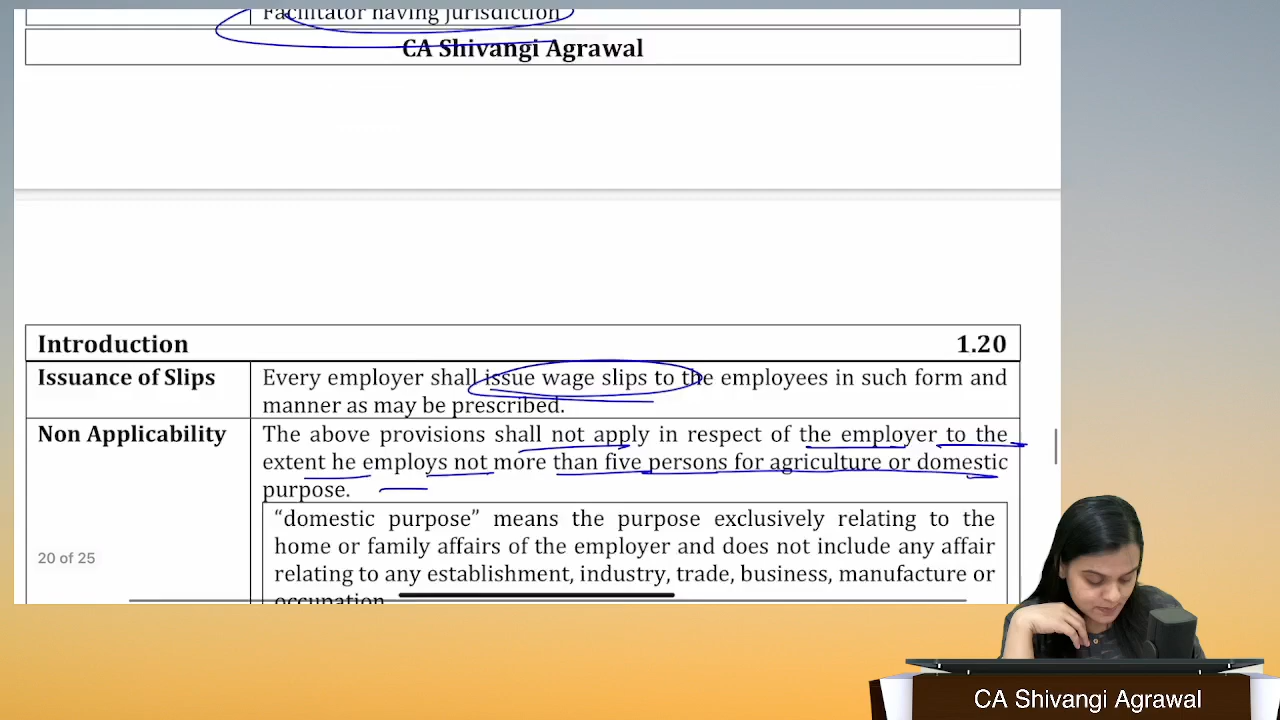 Facilitator having jurisdiction
CA Shivangi Agrawal
Introduction 1.20
Issuance of Slips Every employer shall issue wage slips to the employees in such form and
manner as may be prescribed.
Non Applicability The above provisions shall not apply in respect of the employer to the
extent he employs not more than five persons for agriculture or domestic
purpose.
“domestic purpose” means the purpose exclusively relating to the
home or family affairs of the employer and does not include any affair
20 of 25
relating to any establishment, industry, trade, business, manufacture or
occupation
CA Shivangi Agrawal